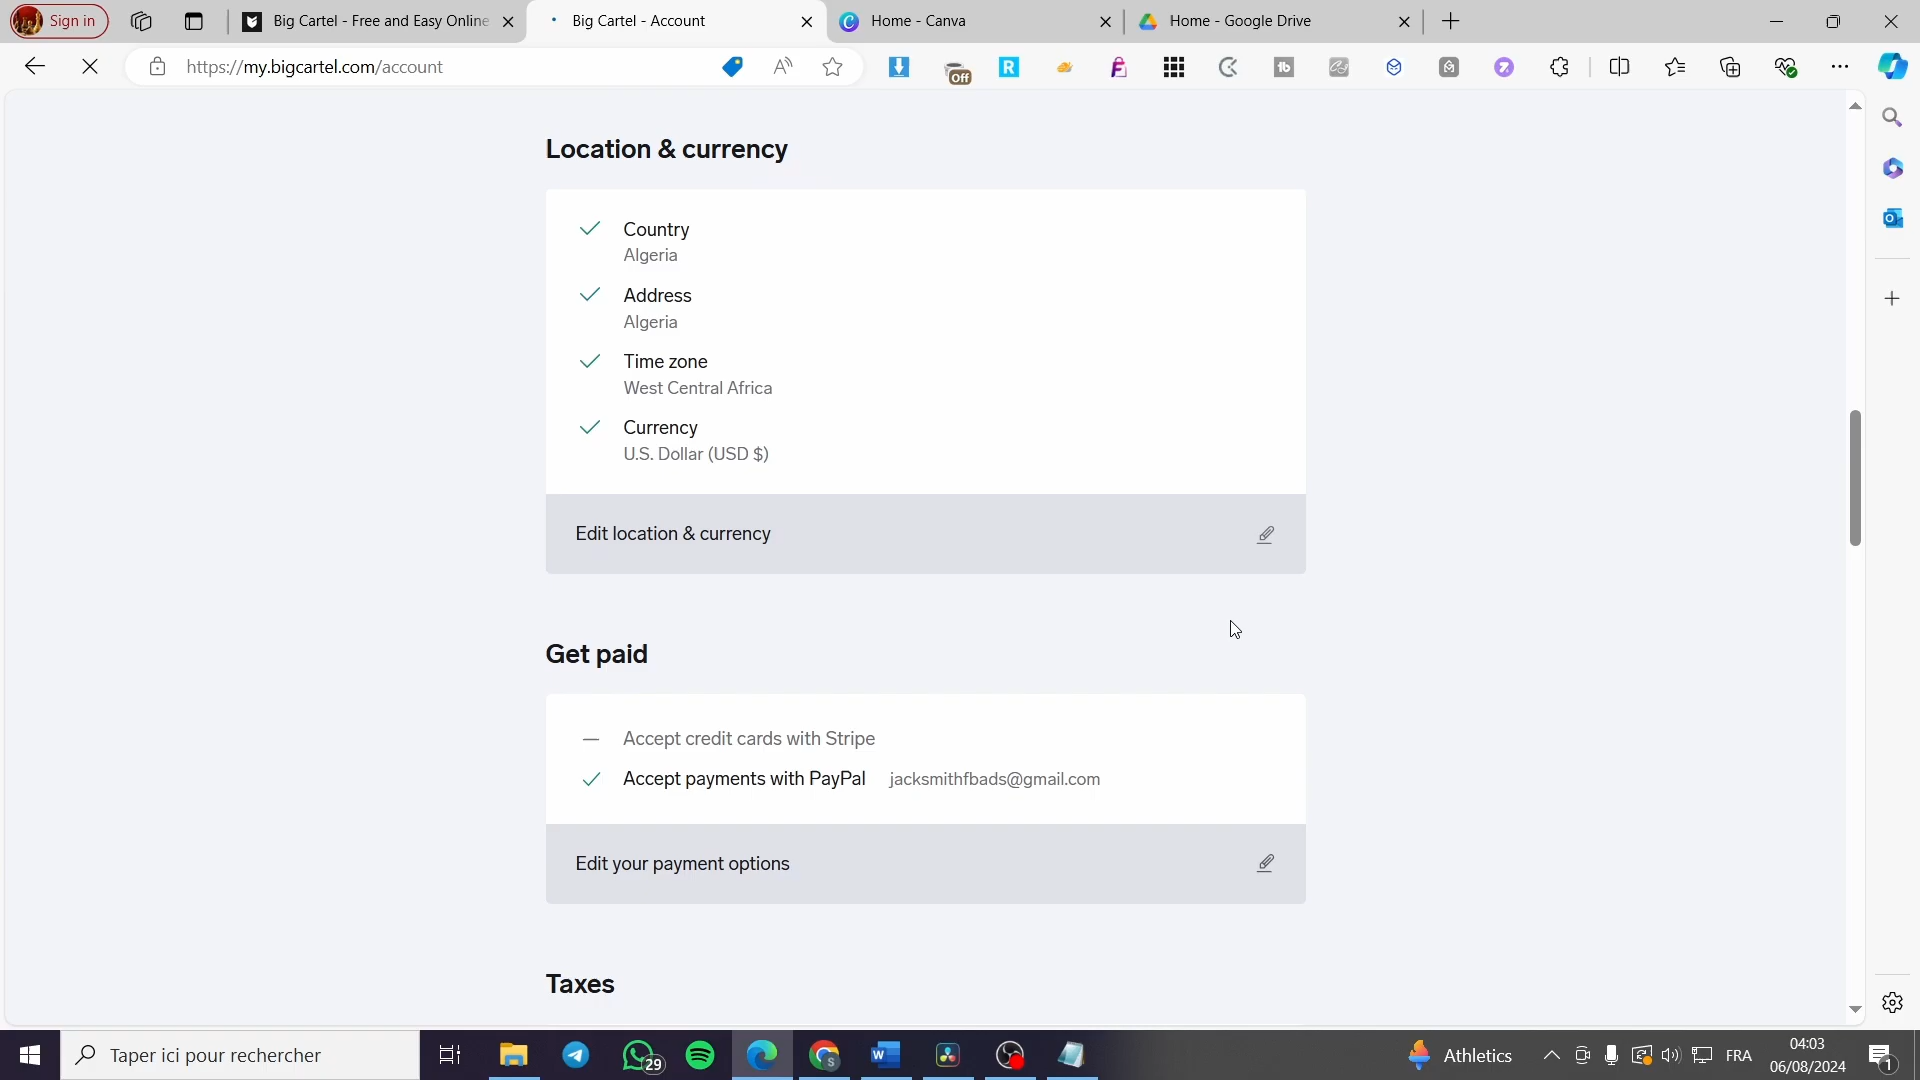 Sign in
Big Cartel - Free and Easy Online
Big Cartel - Account
Home - Canva
Home - Google Drive
https://my.bigcartel.com/account
Off
Location & currency
Country
Algeria
Address
Algeria
Time zone
West Central Africa
Currency
U.S. Dollar (USD $)
Edit location & currency
Get paid
Accept credit cards with Stripe
Accept payments with PayPal jacksmithfbads@gmail.com
Edit your payment options
Taxes
Taper ici pour rechercher
29
Athletics
FRA
04:03
06/08/2024
1